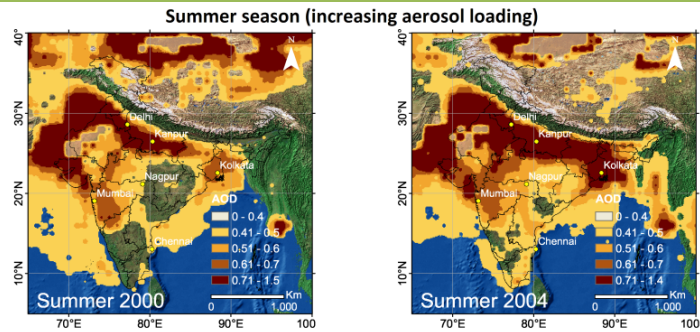 Summer season (increasing aerosol loading)
40°
30°N
20°N
10°N
N
Delhi
Kanpur
Kolkata
Nagpur
Mumbai
Chennai
AOD
0 - 0.4
0.41 - 0.5
0.51 - 0.6
0.61 - 0.7
0.71 - 1.5
Km
0 1,000
Summer 2000
70°E 80°E 90°E 100
40°
30°N
20°N
10°N
N
Delhi
Kanpur
Kolkata
Nagpur
Mumbai
Chennai
AOD
0 - 0.4
0.41 - 0.5
0.51 - 0.6
0.61 - 0.7
0.71 - 1.4
Km
0 1,000
Summer 2004
70°E 80°E 90°E 100